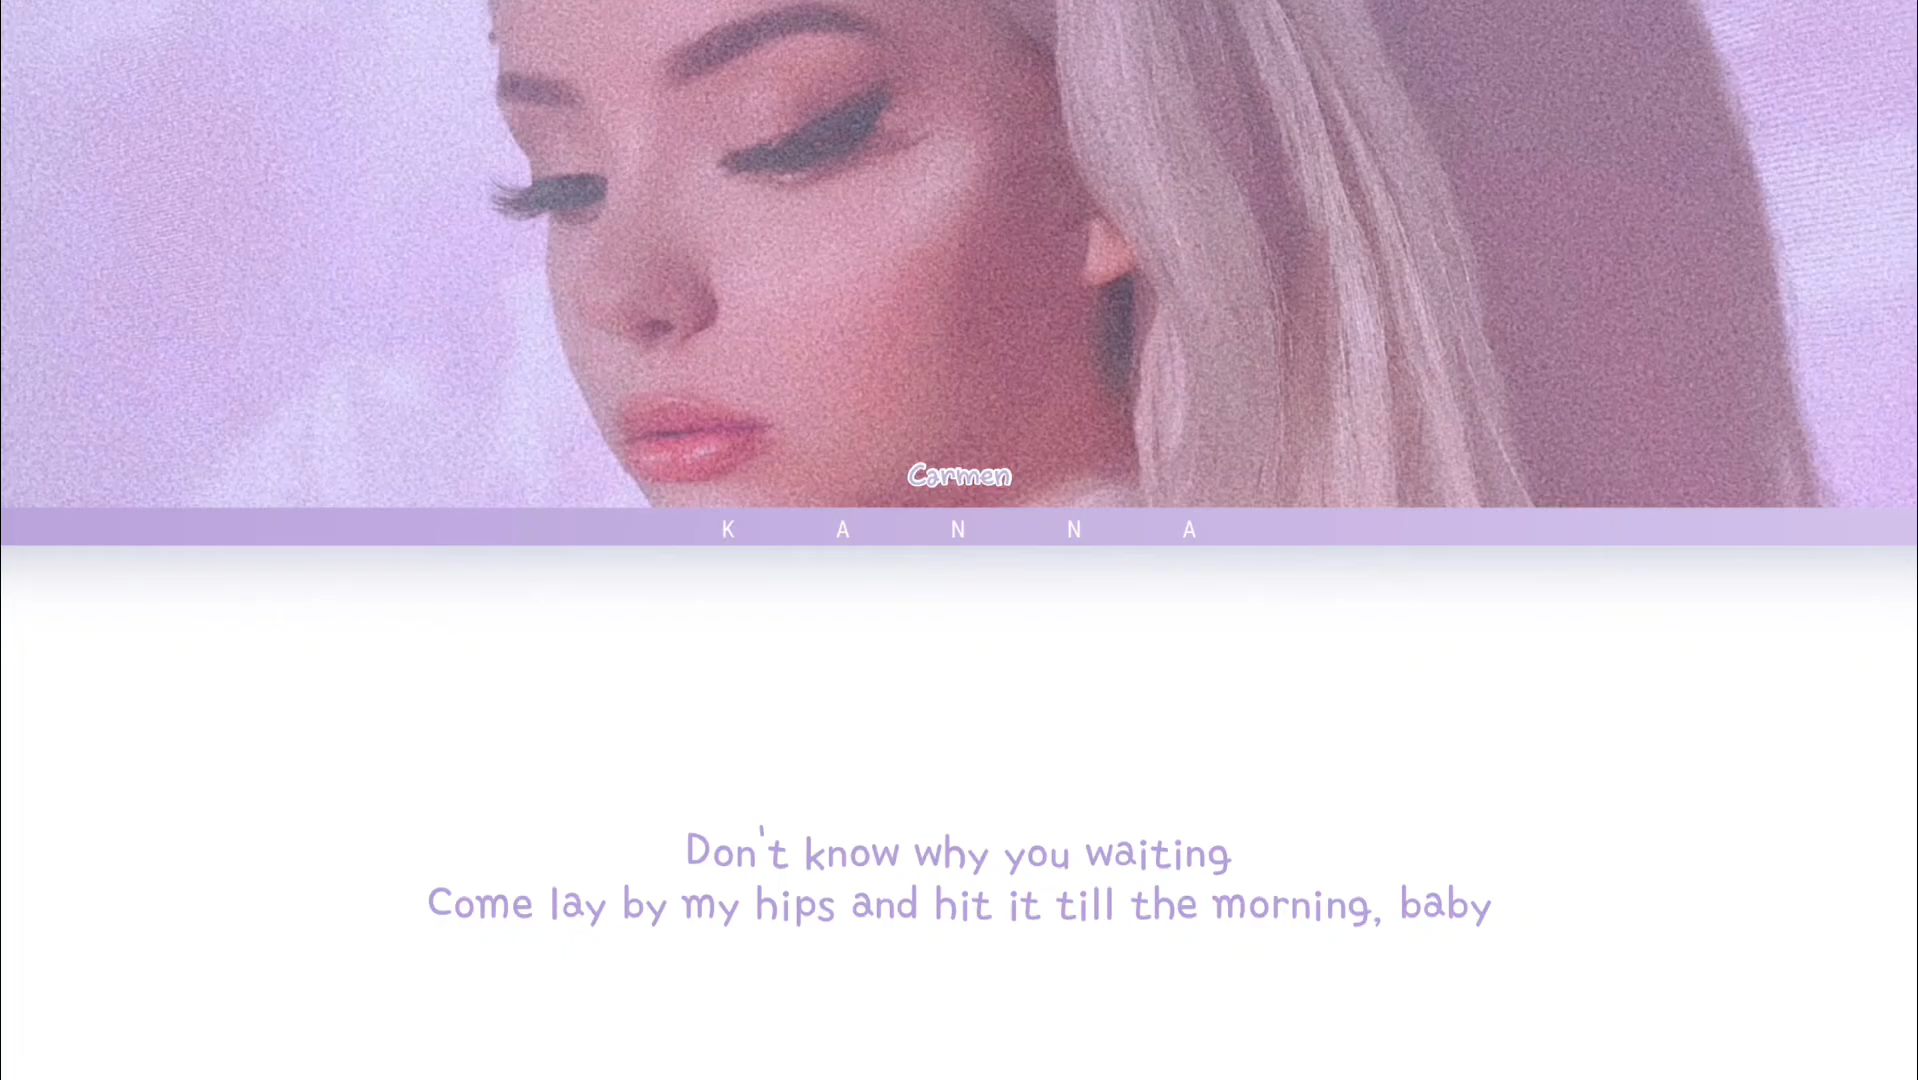 Carmen
K A N N A
Don't know why you waiting
Come lay by my hips and hit it till the morning, baby